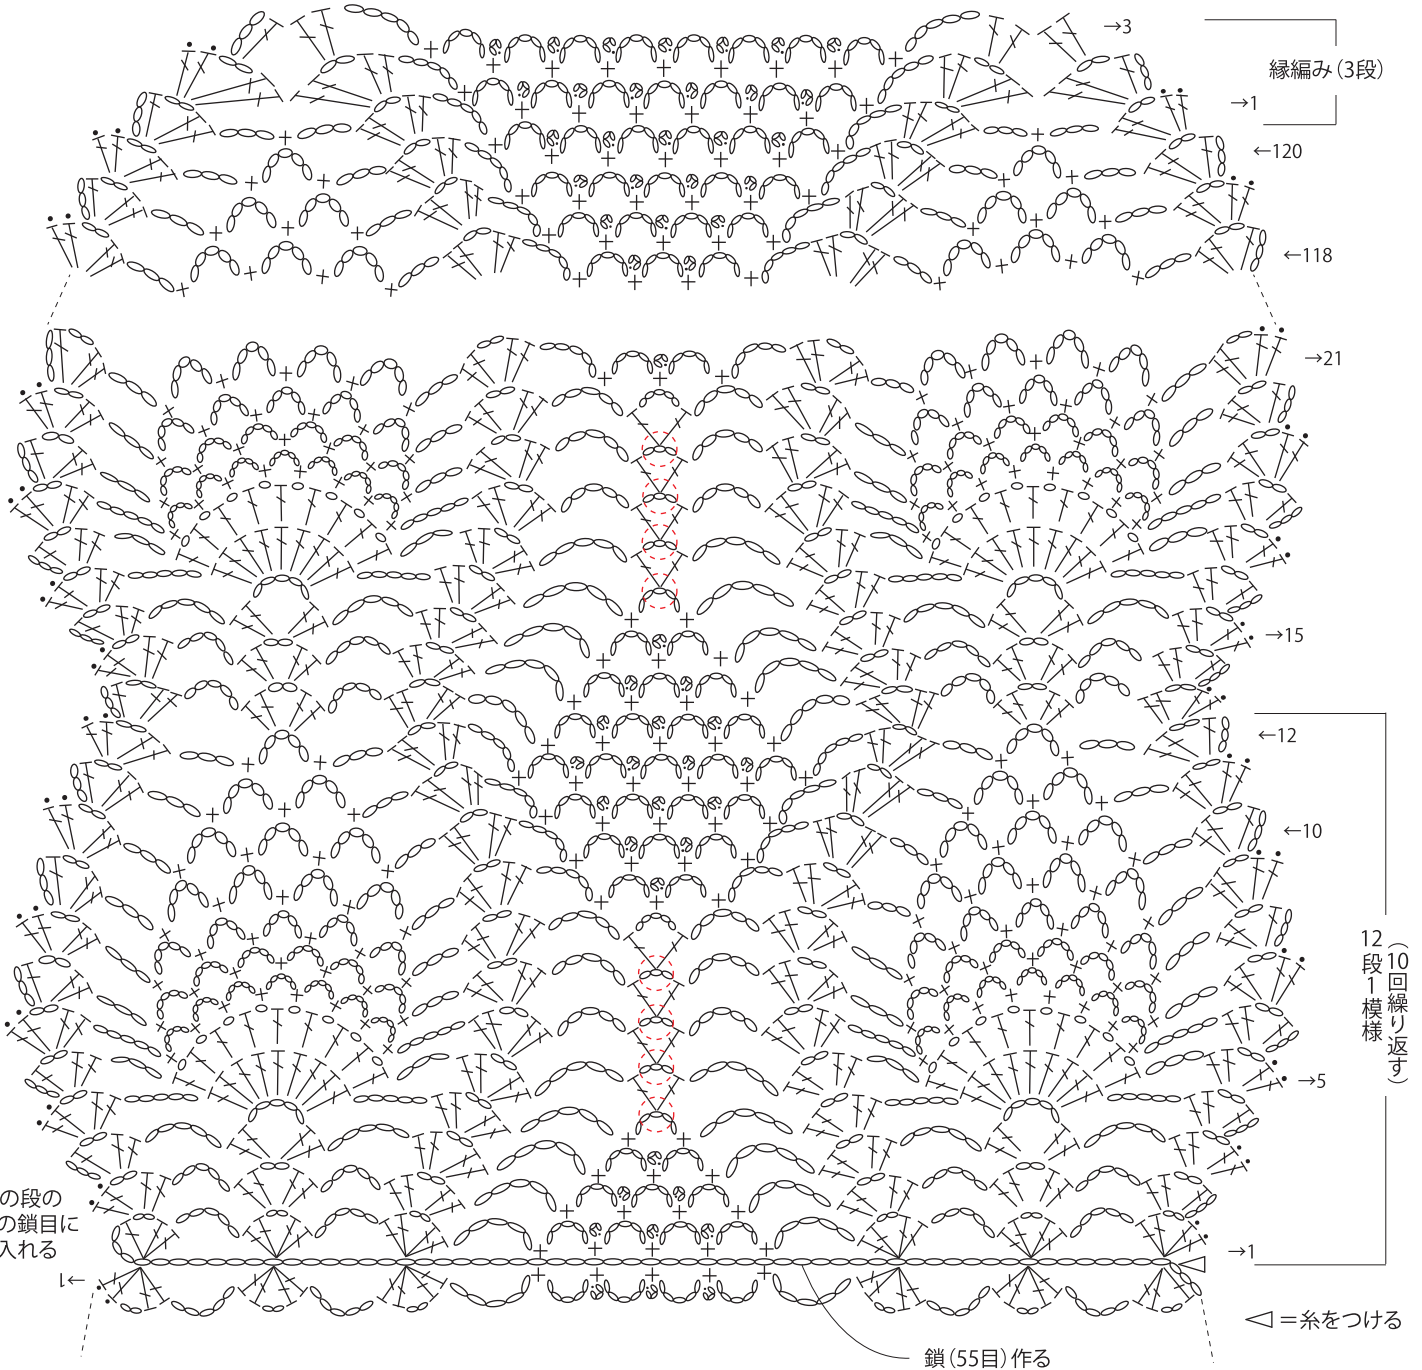 →3
縁編み(3段)
→1
←120
←118
→21
→15
←12
←10
12段1模様
(10回繰り返す)
→5
の段の
の鎖目に
入れる
→1
1←
◁=糸をつける
鎖(55目)作る